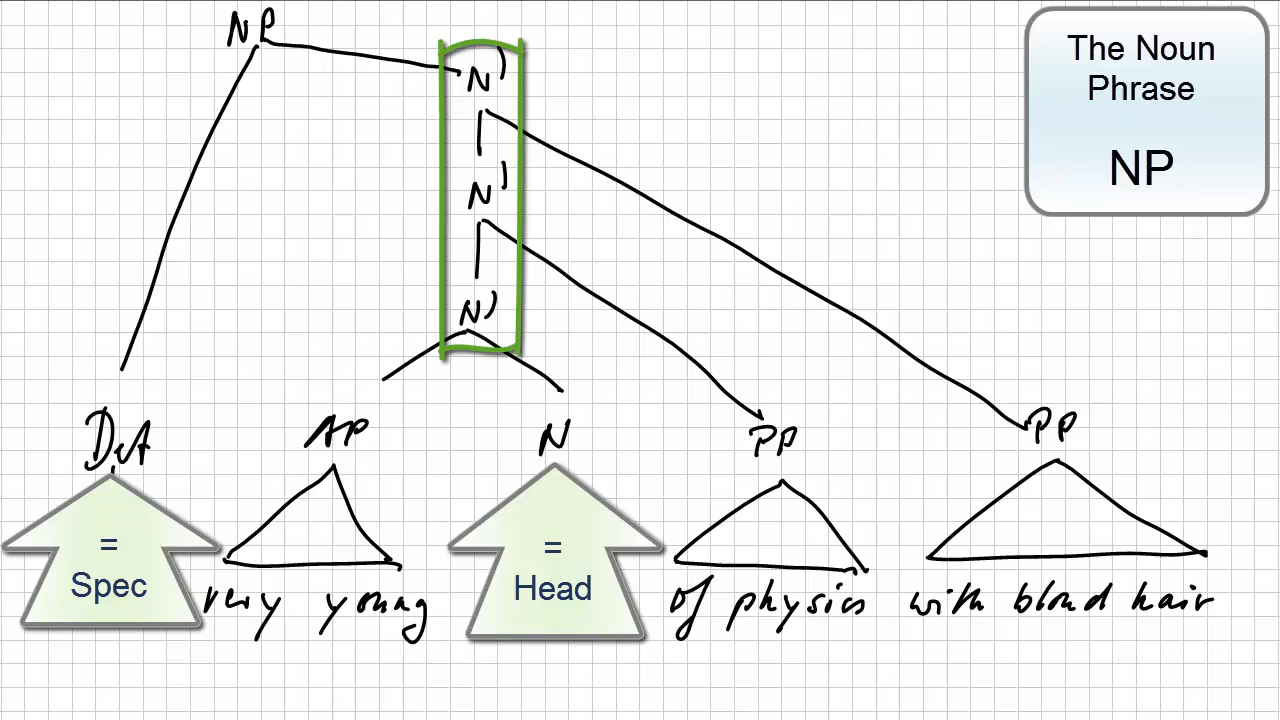 NP
The Noun
Phrase
NP
N'
N'
N'
Det
AP
N
PP
PP
=
Spec
=
Head
very young
of physics
with blond hair